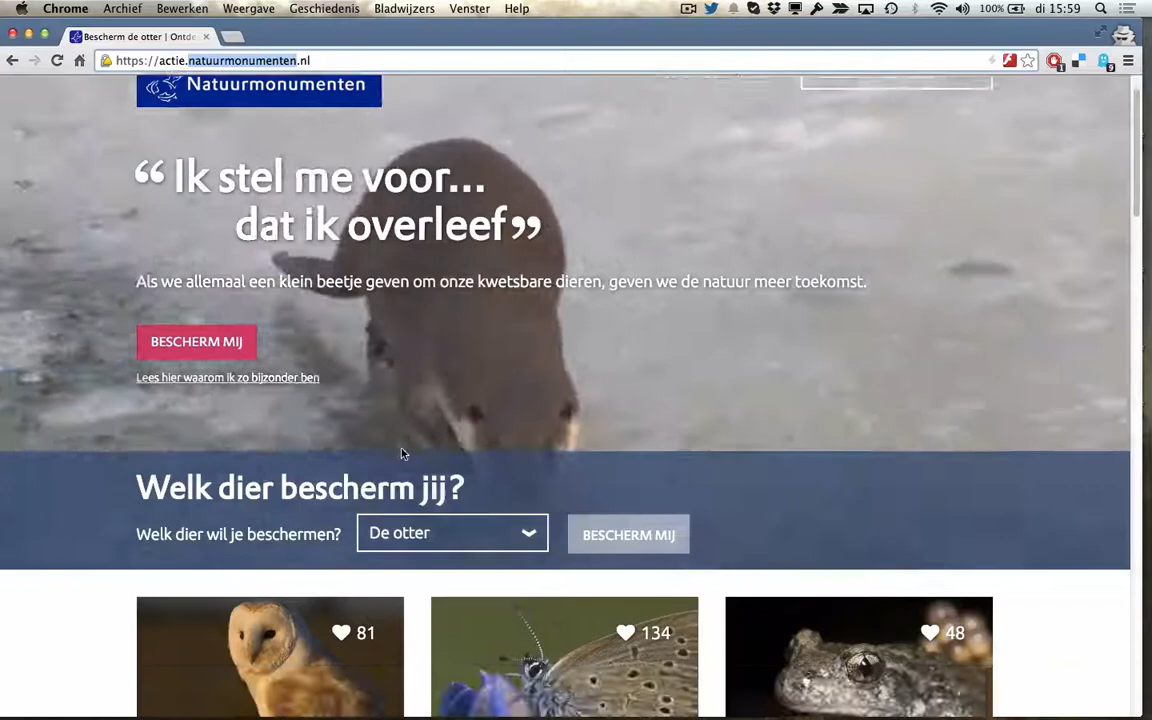 Chrome Archief Bewerken Weergave Geschiedenis Bladwijzers Venster Help 100% di 15:59
Bescherm de otter | Ontde
https://actie.natuurmonumenten.nl
Natuurmonumenten
“ Ik stel me voor...
dat ik overleef ”
Als we allemaal een klein beetje geven om onze kwetsbare dieren, geven we de natuur meer toekomst.
BESCHERM MIJ
Lees hier waarom ik zo bijzonder ben
Welk dier bescherm jij?
Welk dier wil je beschermen? De otter BESCHERM MIJ
81 134 48